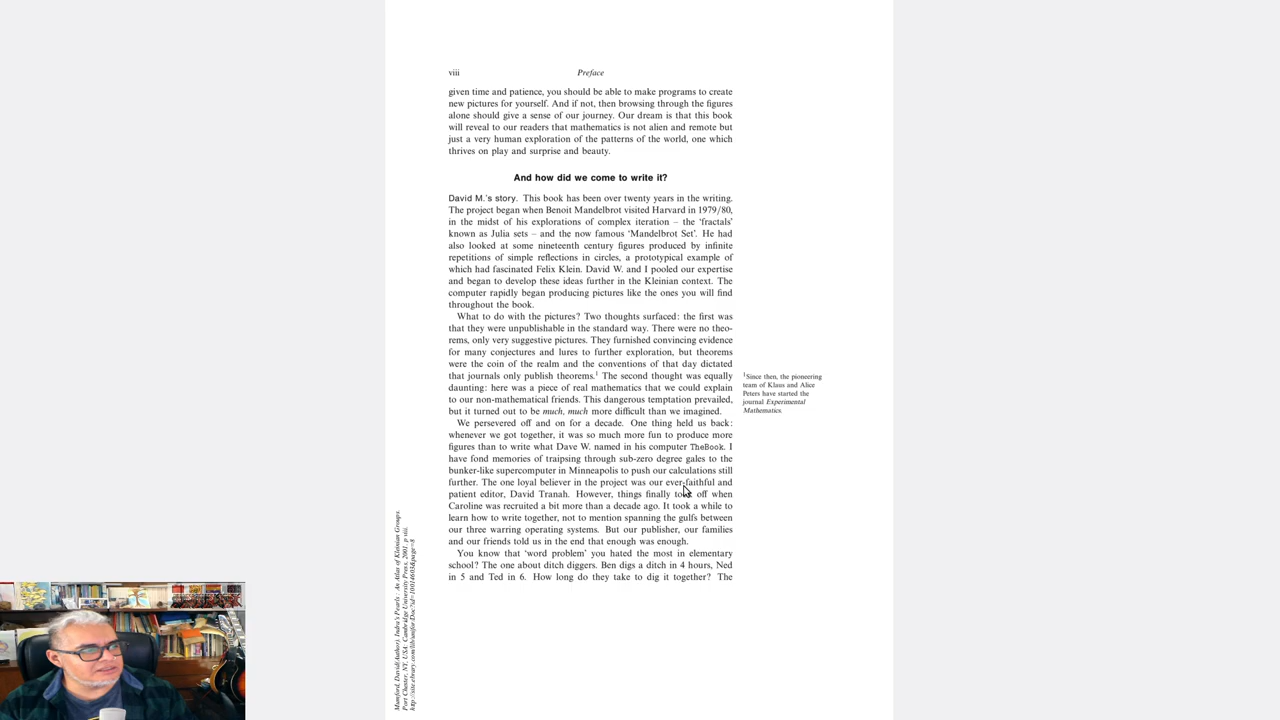 viii
Preface
given time and patience, you should be able to make programs to create
new pictures for yourself. And if not, then browsing through the figures
alone should give a sense of our journey. Our dream is that this book
will reveal to our readers that mathematics is not alien and remote but
just a very human exploration of the patterns of the world, one which
thrives on play and surprise and beauty.
And how did we come to write it?
David M.'s story. This book has been over twenty years in the writing.
The project began when Benoit Mandelbrot visited Harvard in 1979/80,
in the midst of his explorations of complex iteration – the 'fractals'
known as Julia sets – and the now famous 'Mandelbrot Set'. He had
also looked at some nineteenth century figures produced by infinite
repetitions of simple reflections in circles, a prototypical example of
which had fascinated Felix Klein. David W. and I pooled our expertise
and began to develop these ideas further in the Kleinian context. The
computer rapidly began producing pictures like the ones you will find
throughout the book.
What to do with the pictures? Two thoughts surfaced: the first was
that they were unpublishable in the standard way. There were no theo-
rems, only very suggestive pictures. They furnished convincing evidence
for many conjectures and lures to further exploration, but theorems
were the coin of the realm and the conventions of that day dictated
that journals only publish theorems.¹ The second thought was equally
daunting: here was a piece of real mathematics that we could explain
to our non-mathematical friends. This dangerous temptation prevailed,
but it turned out to be much, much more difficult than we imagined.
We persevered off and on for a decade. One thing held us back:
whenever we got together, it was so much more fun to produce more
figures than to write what Dave W. named in his computer TheBook. I
have fond memories of traipsing through sub-zero degree gales to the
bunker-like supercomputer in Minneapolis to push our calculations still
further. The one loyal believer in the project was our ever-faithful and
patient editor, David Tranah. However, things finally took off when
Caroline was recruited a bit more than a decade ago. It took a while to
learn how to write together, not to mention spanning the gulfs between
our three warring operating systems. But our publisher, our families
and our friends told us in the end that enough was enough.
You know that 'word problem' you hated the most in elementary
school? The one about ditch diggers. Ben digs a ditch in 4 hours, Ned
in 5 and Ted in 6. How long do they take to dig it together? The
¹Since then, the pioneering
team of Klaus and Alice
Peters have started the
journal Experimental
Mathematics.
Mumford, David(Author). Indra's Pearls : An Atlas of Kleinian Groups.
Port Chester, NY, USA: Cambridge University Press, 2001. p viii.